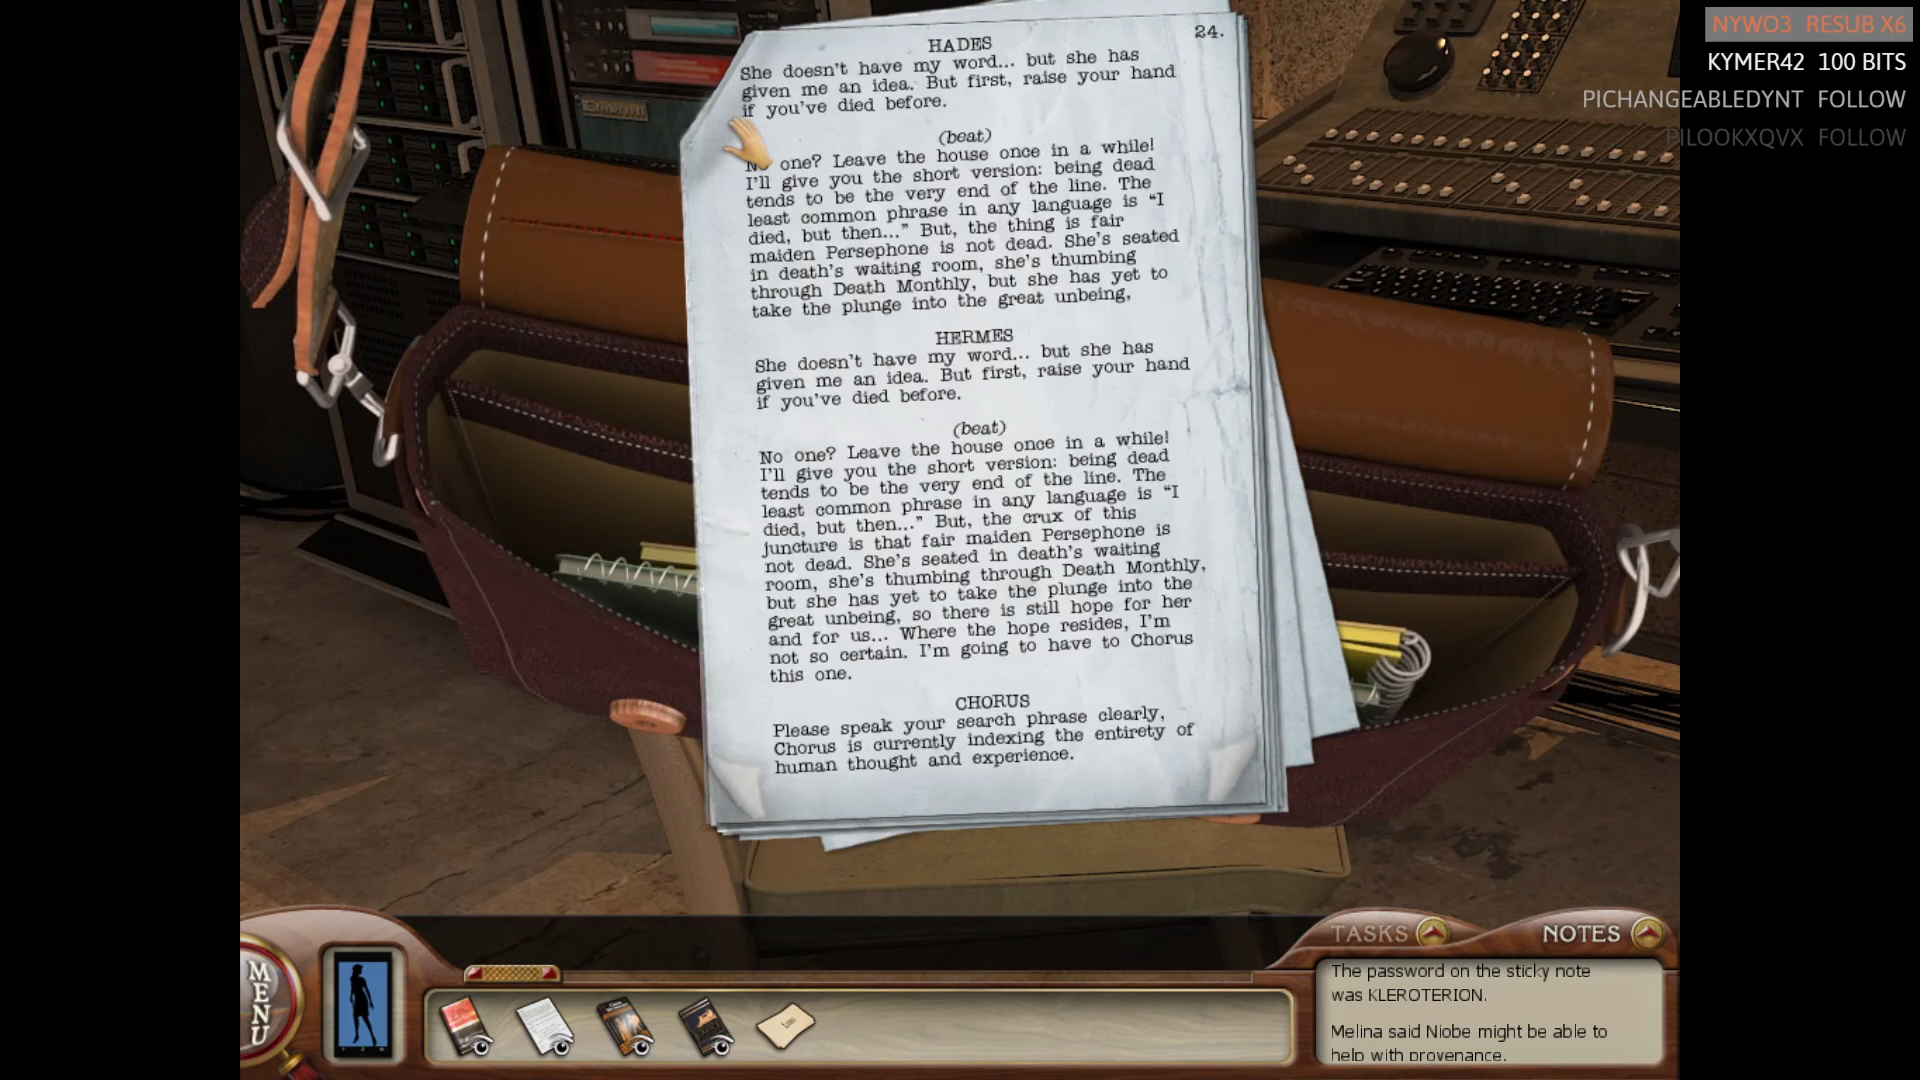 24.
HADES
She doesn't have my word... but she has
given me an idea. But first, raise your hand
if you've died before.
(beat)
No one? Leave the house once in a while!
I'll give you the short version: being dead
tends to be the very end of the line. The
least common phrase in any language is “I
died, but then...” But, the thing is fair
maiden Persephone is not dead. She's seated
in death's waiting room, she's thumbing
through Death Monthly, but she has yet to
take the plunge into the great unbeing,
HERMES
She doesn't have my word... but she has
given me an idea. But first, raise your hand
if you've died before.
(beat)
No one? Leave the house once in a while!
I'll give you the short version: being dead
tends to be the very end of the line. The
least common phrase in any language is “I
died, but then...” But, the crux of this
juncture is that fair maiden Persephone is
not dead. She's seated in death's waiting
room, she's thumbing through Death Monthly,
but she has yet to take the plunge into the
great unbeing, so there is still hope for her
and for us... Where the hope resides, I'm
not so certain. I'm going to have to Chorus
this one.
CHORUS
Please speak your search phrase clearly,
Chorus is currently indexing the entirety of
human thought and experience.
NYWO3 RESUB X6
KYMER42 100 BITS
PICHANGEABLEDYNT FOLLOW
PILOOKXQVX FOLLOW
MENU
TASKS
NOTES
The password on the sticky note
was KLEROTERION.
Melina said Niobe might be able to
help with provenance.